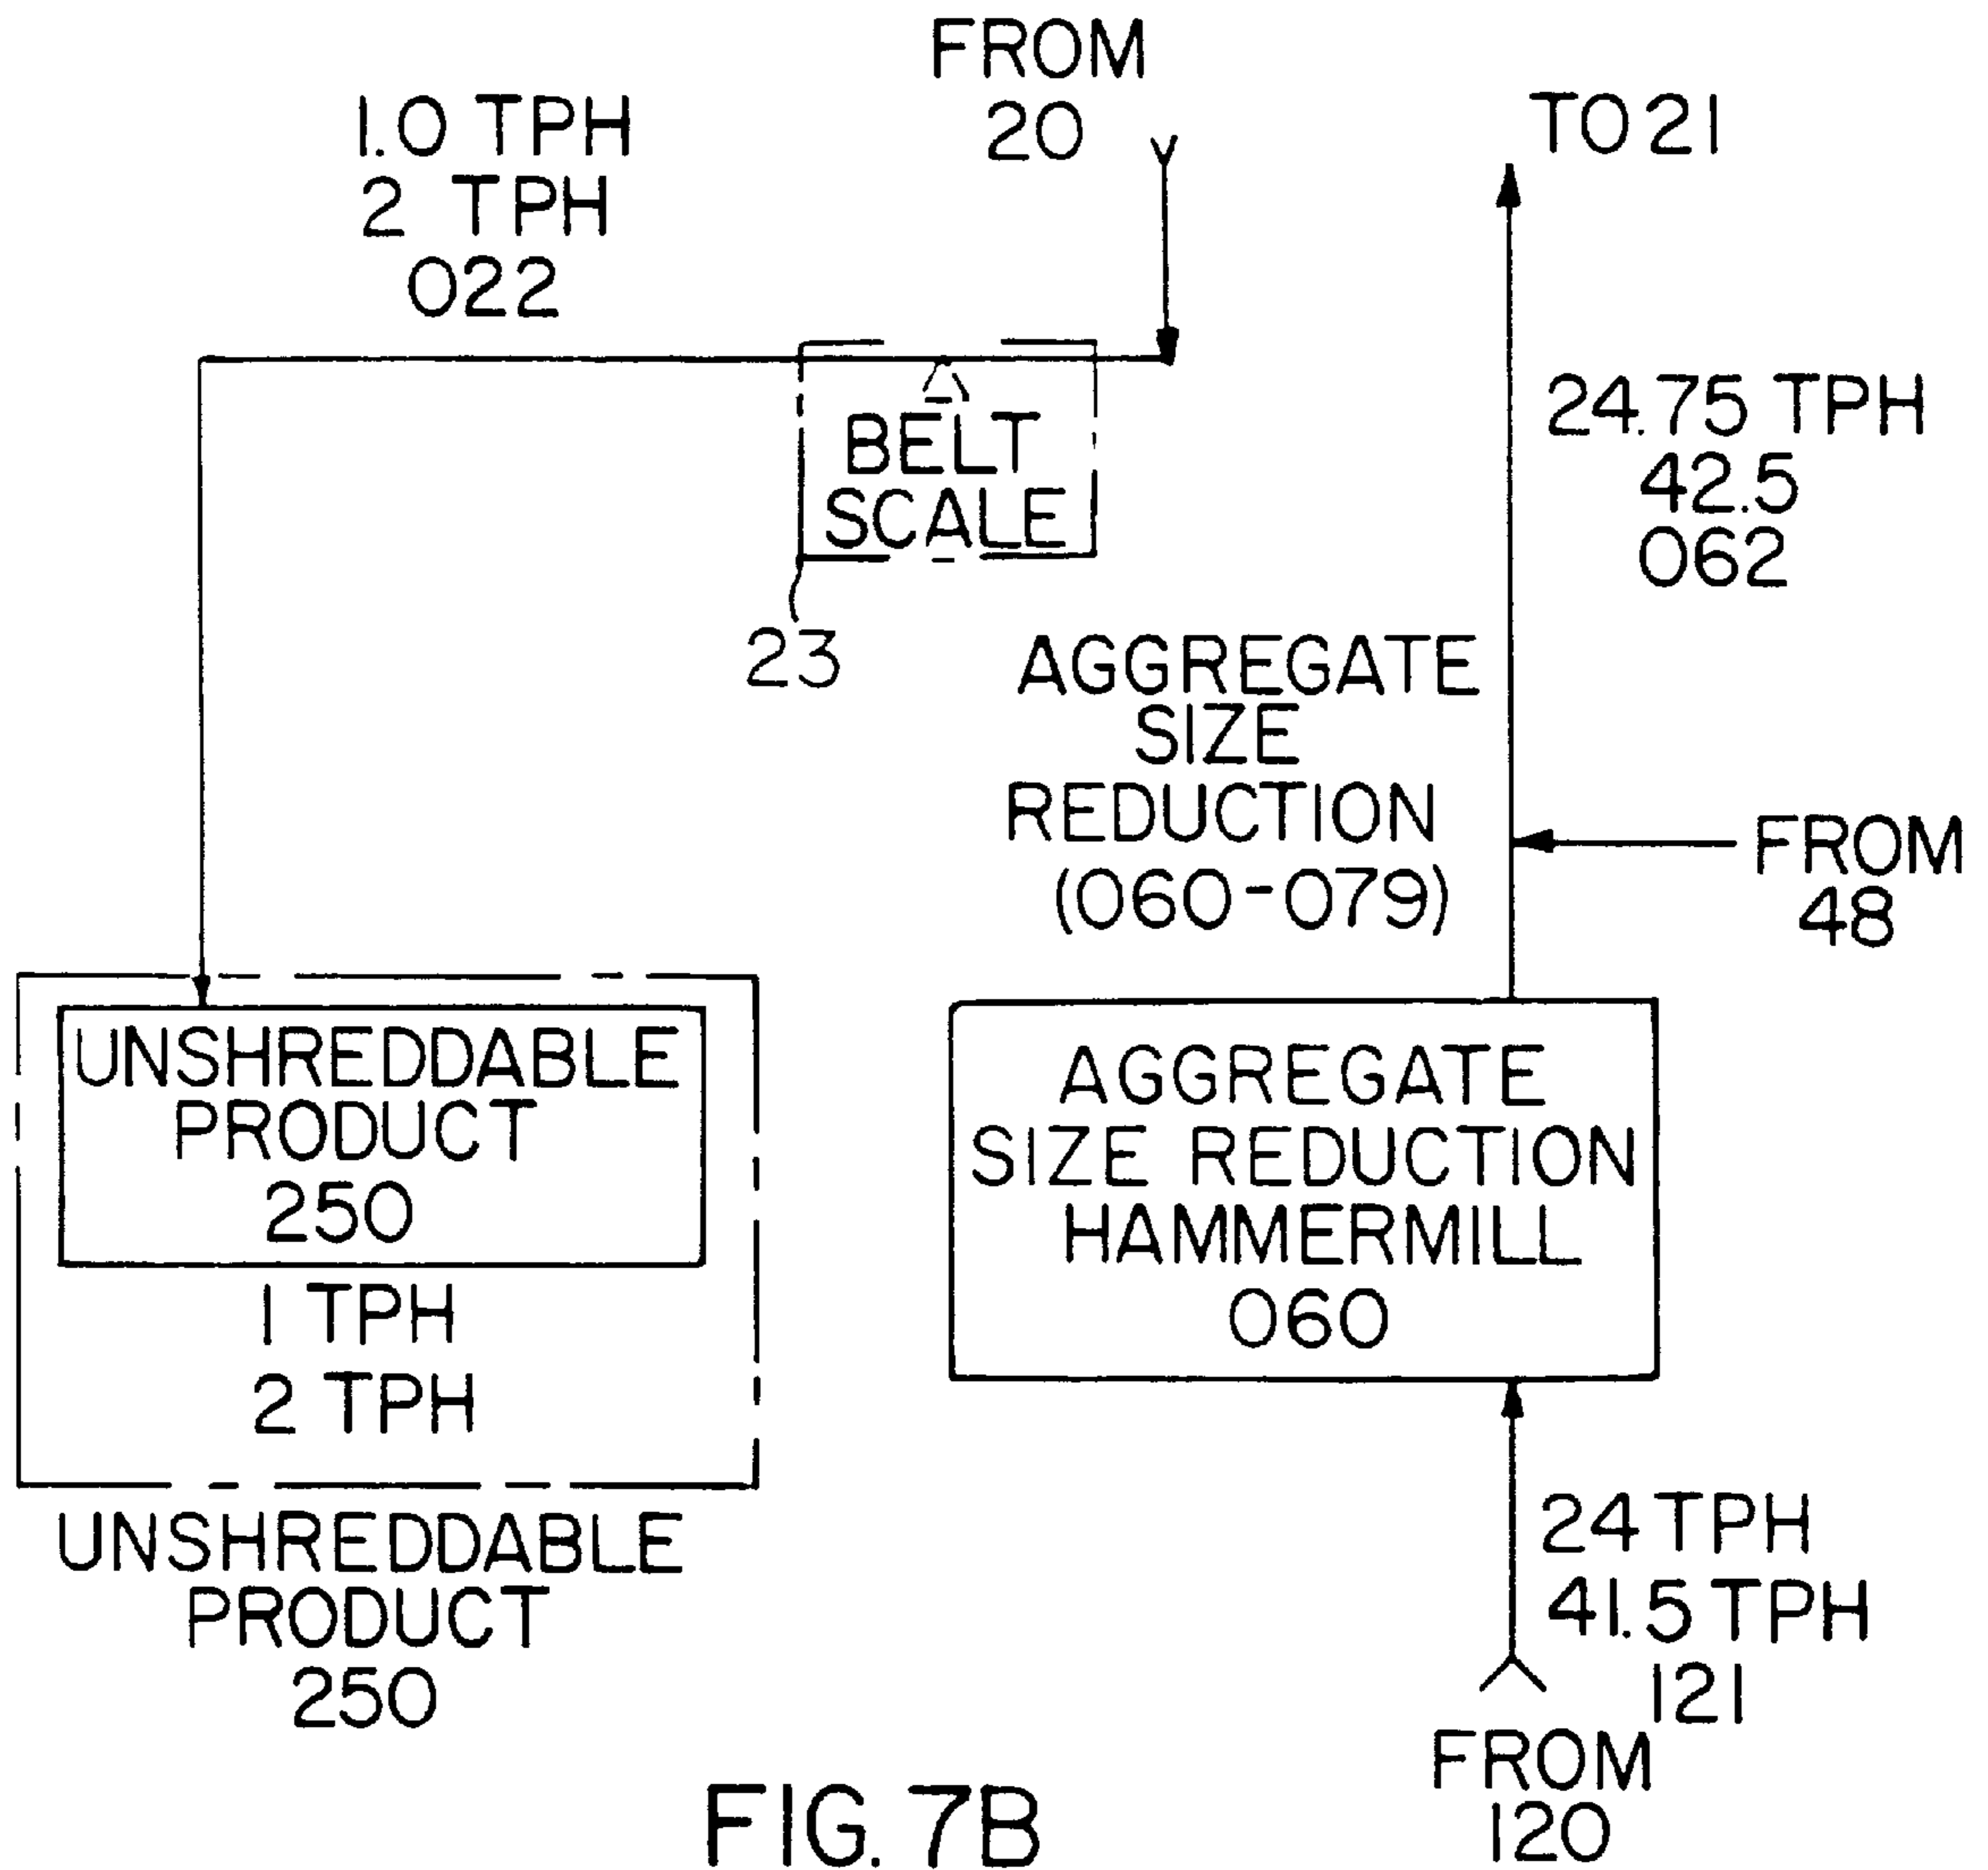 FROM
20
1.0 TPH
2 TPH
022
TO 21
BELT
SCALE
23
24.75 TPH
42.5
062
AGGREGATE
SIZE
REDUCTION
(060-079)
FROM
48
UNSHREDDABLE
PRODUCT
250
1 TPH
2 TPH
UNSHREDDABLE
PRODUCT
250
AGGREGATE
SIZE REDUCTION
HAMMERMILL
060
24 TPH
41.5 TPH
121
FROM
120
FIG. 7B